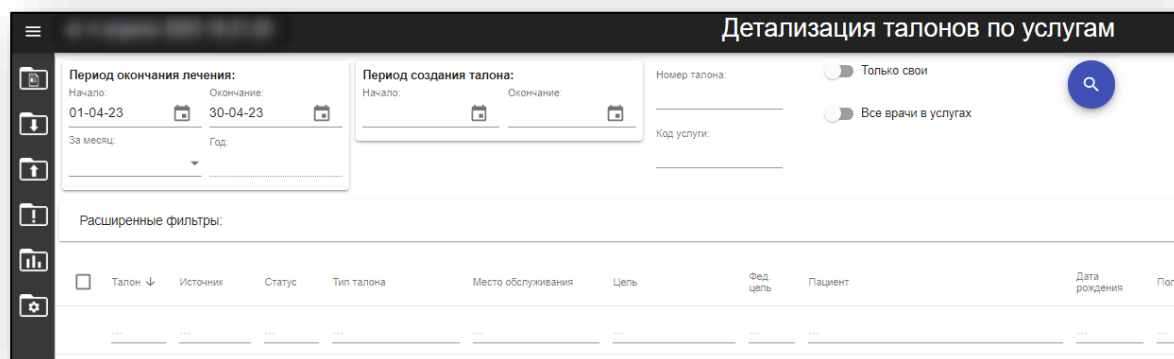 Детализация талонов по услугам
Период окончания лечения:
Начало: Окончание:
01-04-23 30-04-23
За месяц: Год:
Период создания талона:
Начало: Окончание:
Номер талона:
Код услуги:
Только свои
Все врачи в услугах
Расширенные фильтры:
Талон Источник Статус Тип талона Место обслуживания Цель Фед. цель Пациент Дата рождения Пол
... ... ... ... ... ... ... ... ... ...